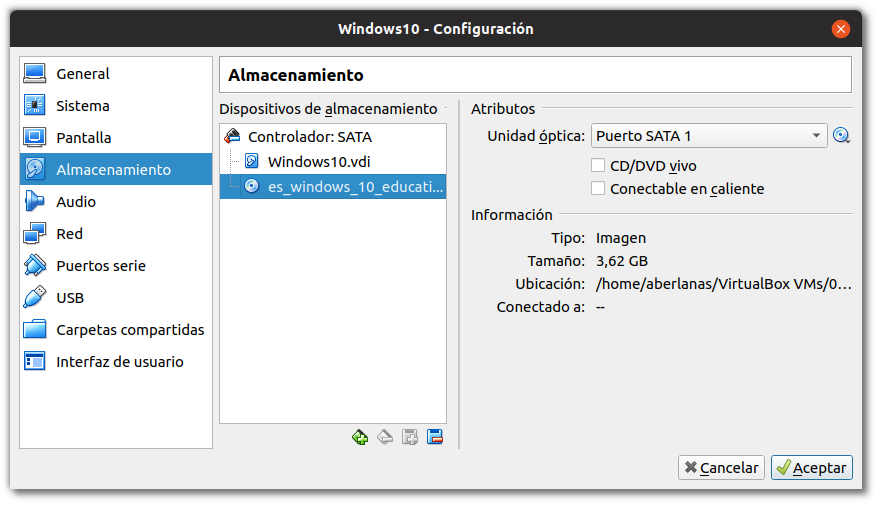 Windows10 - Configuración
General
Sistema
Pantalla
Almacenamiento
Audio
Red
Puertos serie
USB
Carpetas compartidas
Interfaz de usuario
Almacenamiento
Dispositivos de almacenamiento
Controlador: SATA
Windows10.vdi
es_windows_10_educati...
Atributos
Unidad óptica: Puerto SATA 1
CD/DVD vivo
Conectable en caliente
Información
Tipo: Imagen
Tamaño: 3,62 GB
Ubicación: /home/aberlanas/VirtualBox VMs/0...
Conectado a: --
Cancelar Aceptar